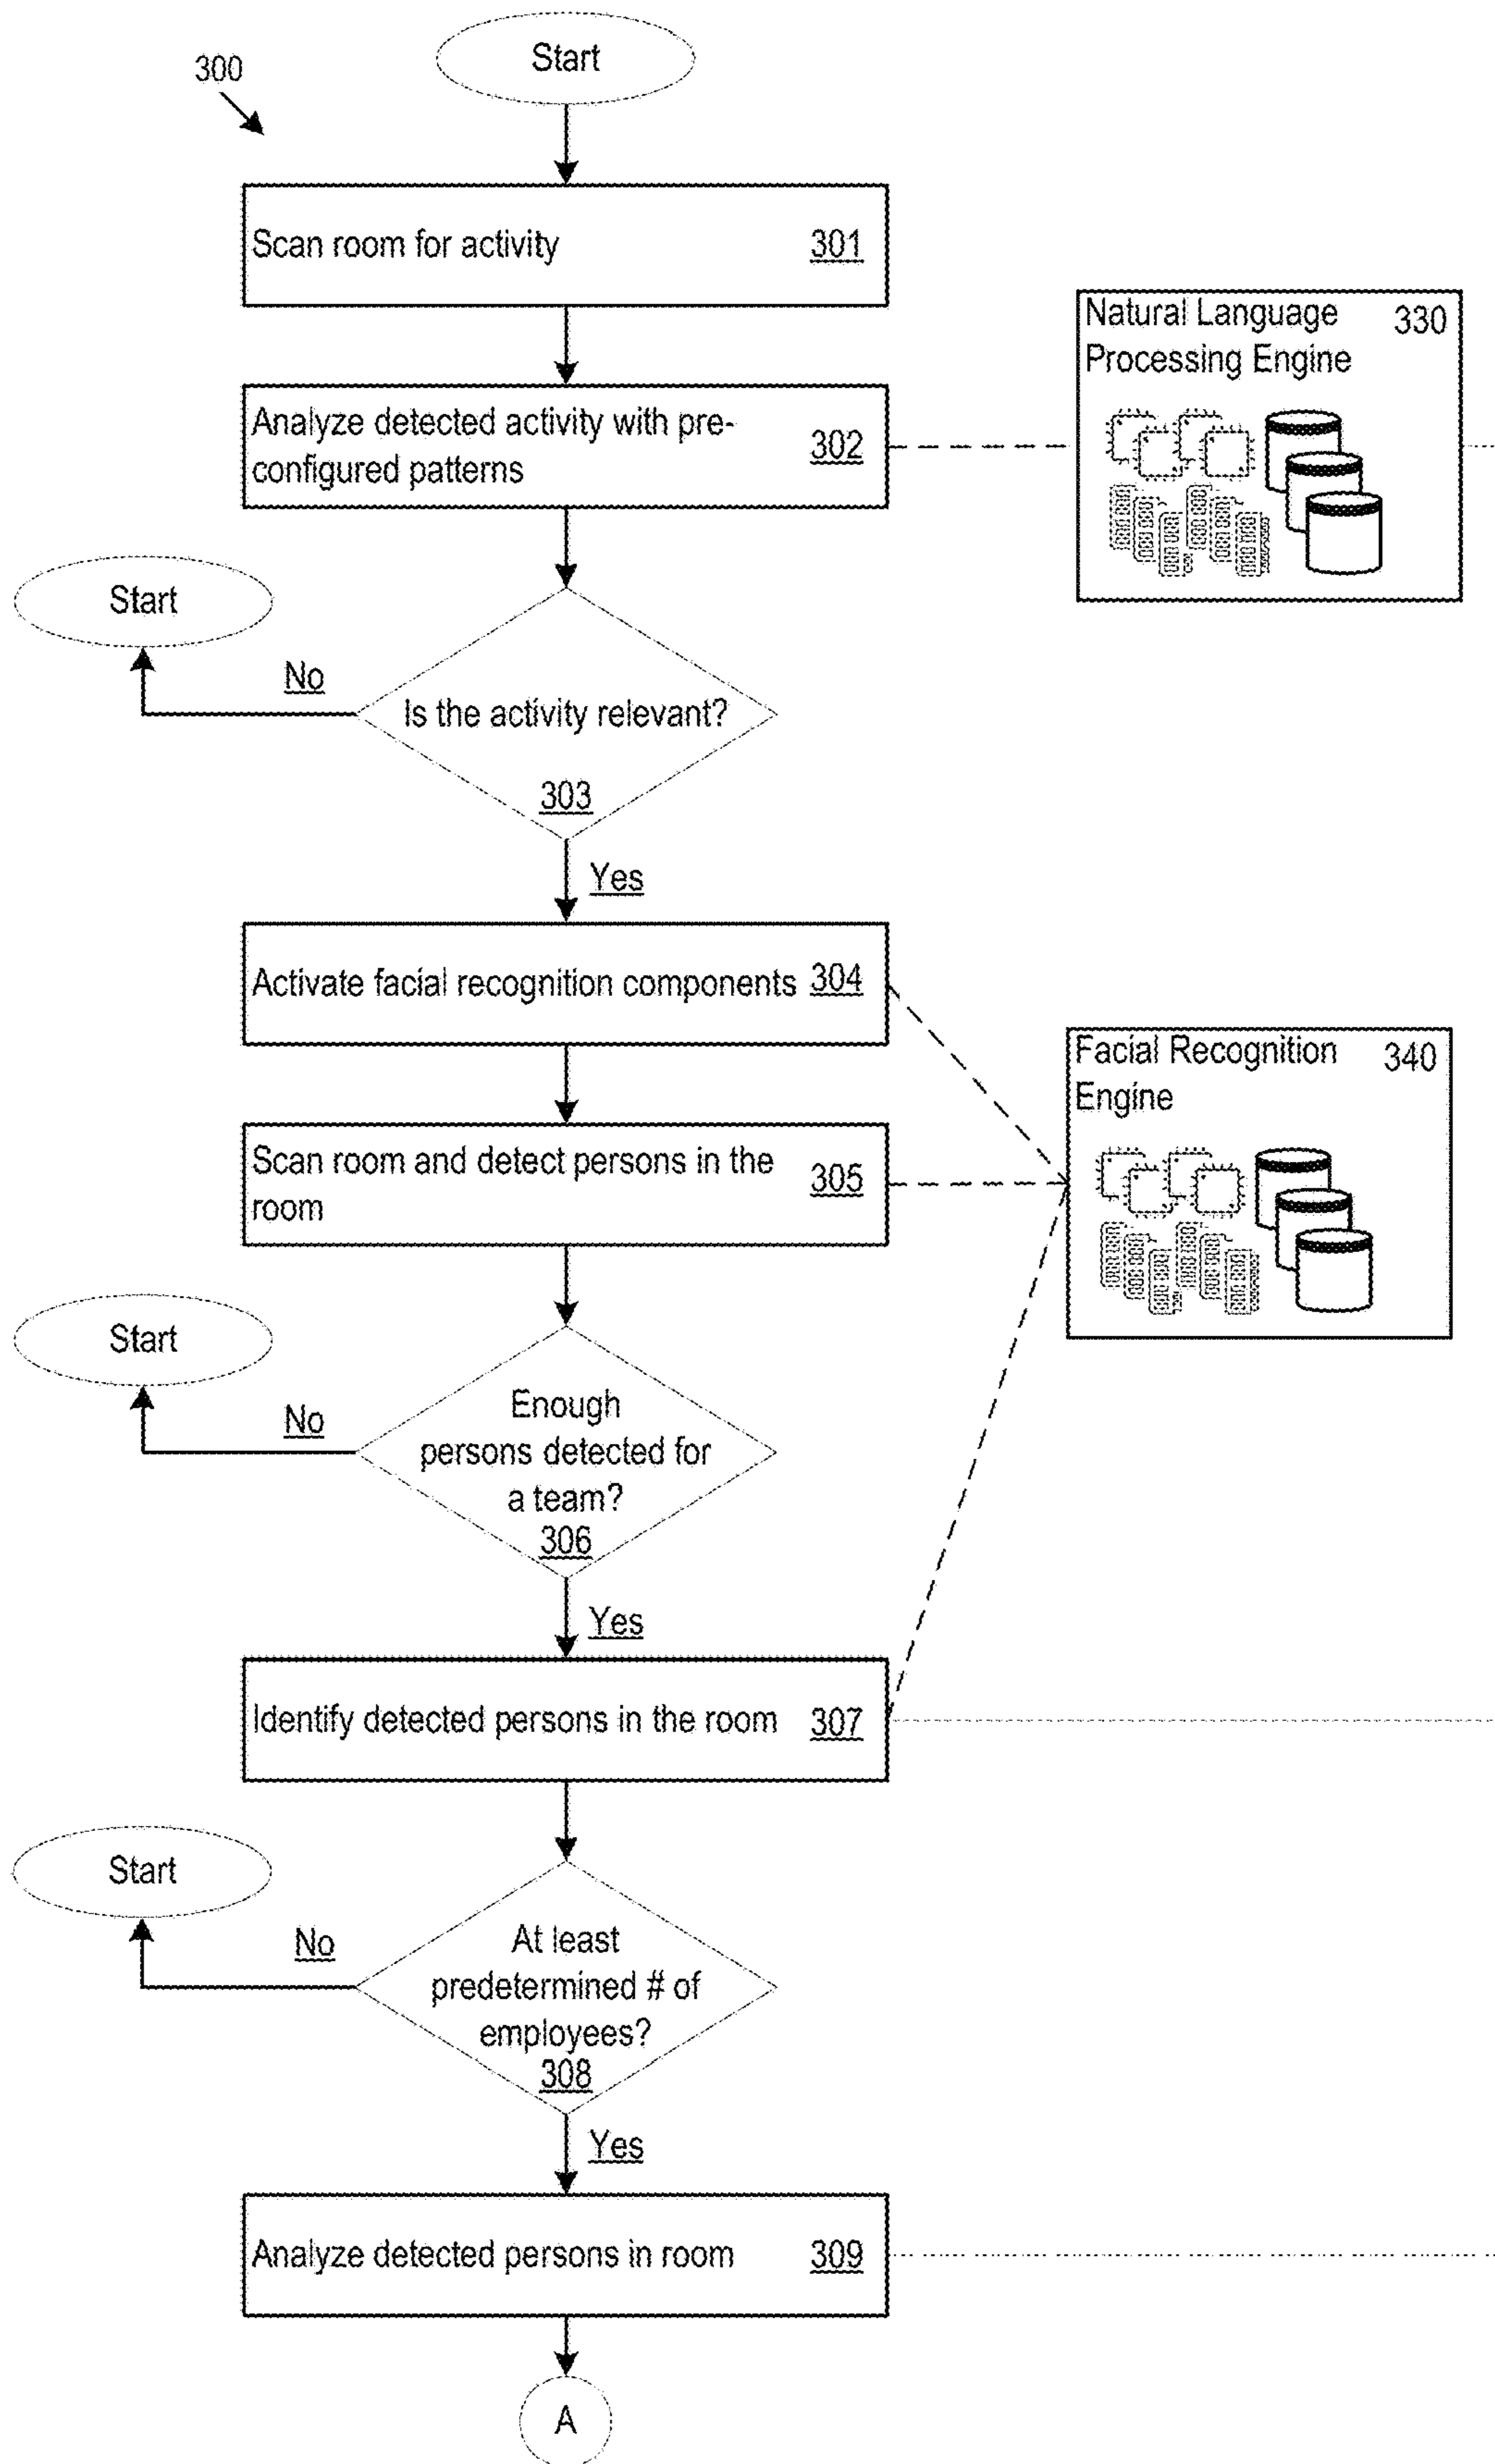 300
Start
Scan room for activity 301
Analyze detected activity with pre-
configured patterns 302
Natural Language
Processing Engine 330
Start
No
Is the activity relevant?
303
Yes
Activate facial recognition components 304
Facial Recognition
Engine 340
Scan room and detect persons in the
room 305
Start
No
Enough
persons detected for
a team?
306
Yes
Identify detected persons in the room 307
Start
No
At least
predetermined # of
employees?
308
Yes
Analyze detected persons in room 309
A